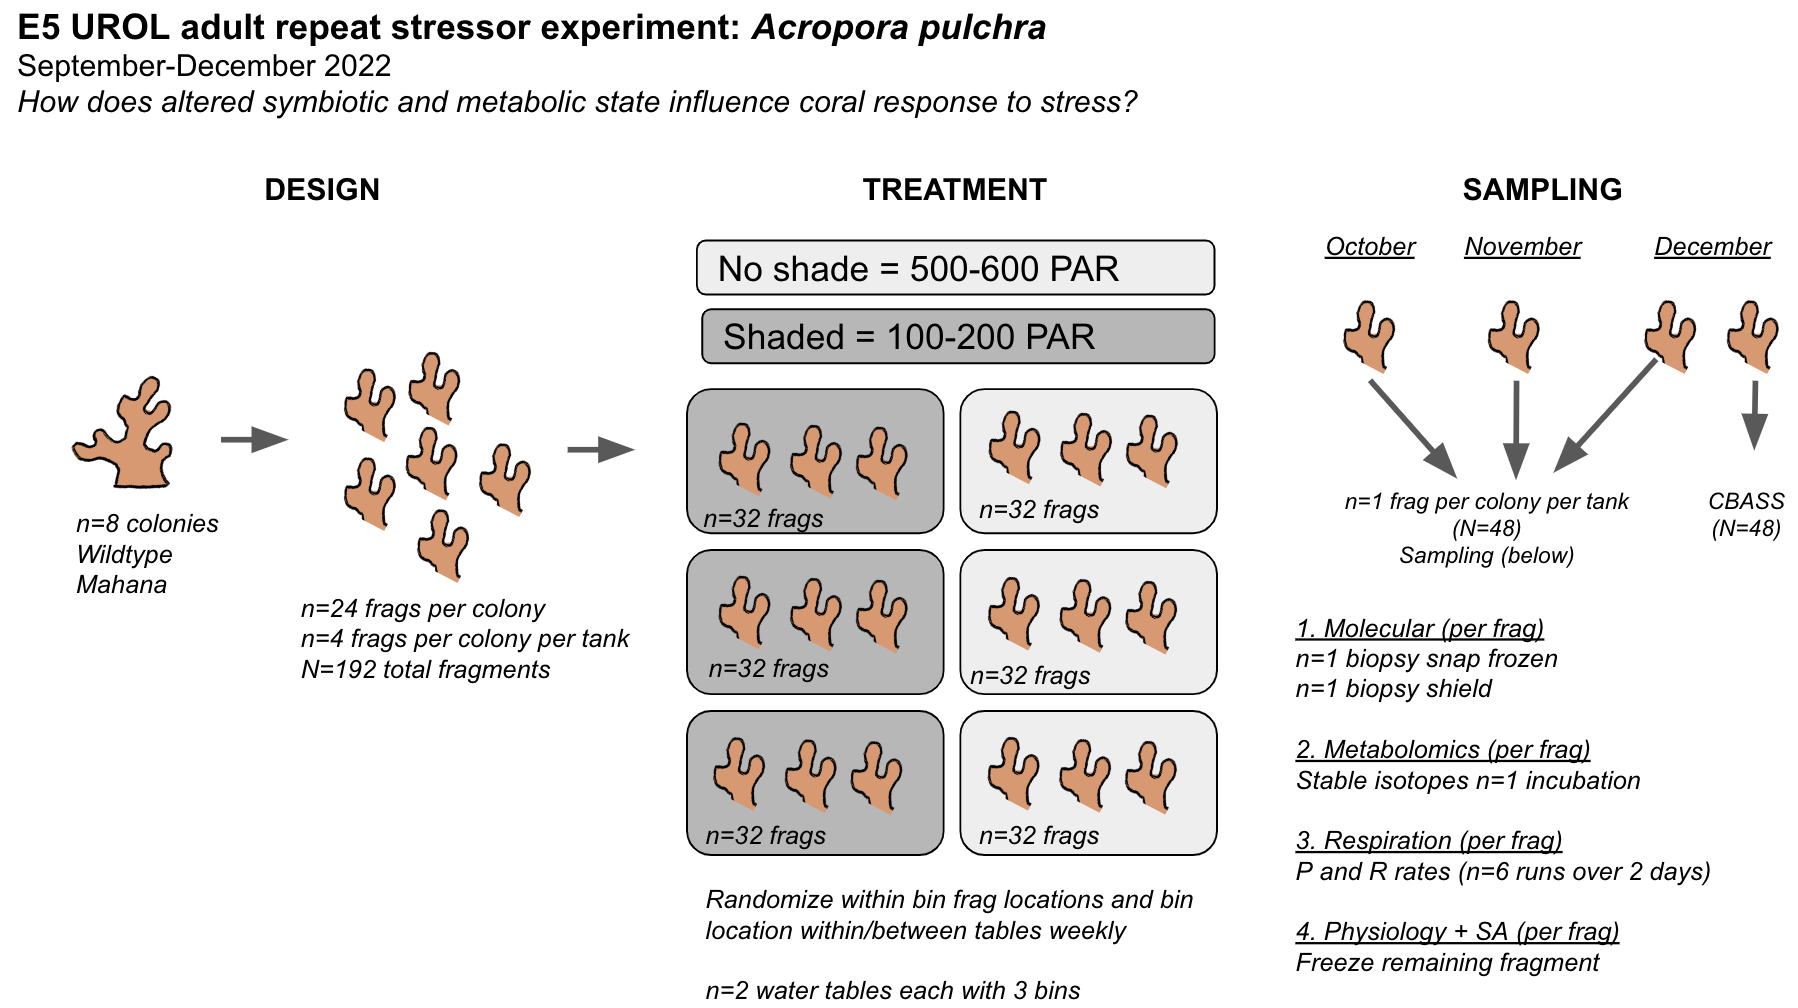 E5 UROL adult repeat stressor experiment: Acropora pulchra
September-December 2022
How does altered symbiotic and metabolic state influence coral response to stress?
DESIGN
n=8 colonies
Wildtype
Mahana
n=24 frags per colony
n=4 frags per colony per tank
N=192 total fragments
TREATMENT
No shade = 500-600 PAR
Shaded = 100-200 PAR
n=32 frags
n=32 frags
n=32 frags
n=32 frags
n=32 frags
n=32 frags
Randomize within bin frag locations and bin
location within/between tables weekly
n=2 water tables each with 3 bins
SAMPLING
October
November
December
n=1 frag per colony per tank
(N=48)
Sampling (below)
CBASS
(N=48)
1. Molecular (per frag)
n=1 biopsy snap frozen
n=1 biopsy shield
2. Metabolomics (per frag)
Stable isotopes n=1 incubation
3. Respiration (per frag)
P and R rates (n=6 runs over 2 days)
4. Physiology + SA (per frag)
Freeze remaining fragment